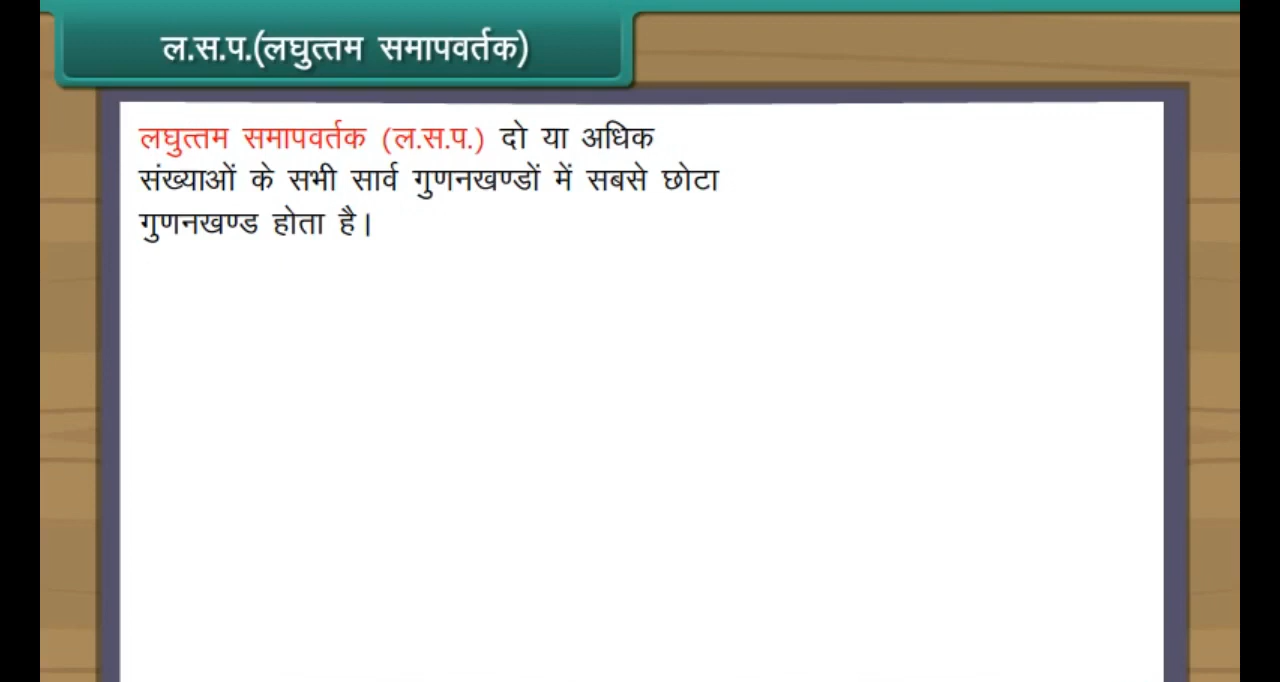 ल.स.प.(लघुत्तम समापवर्तक)
लघुत्तम समापवर्तक (ल.स.प.) दो या अधिक
संख्याओं के सभी सार्व गुणनखण्डों में सबसे छोटा
गुणनखण्ड होता है।